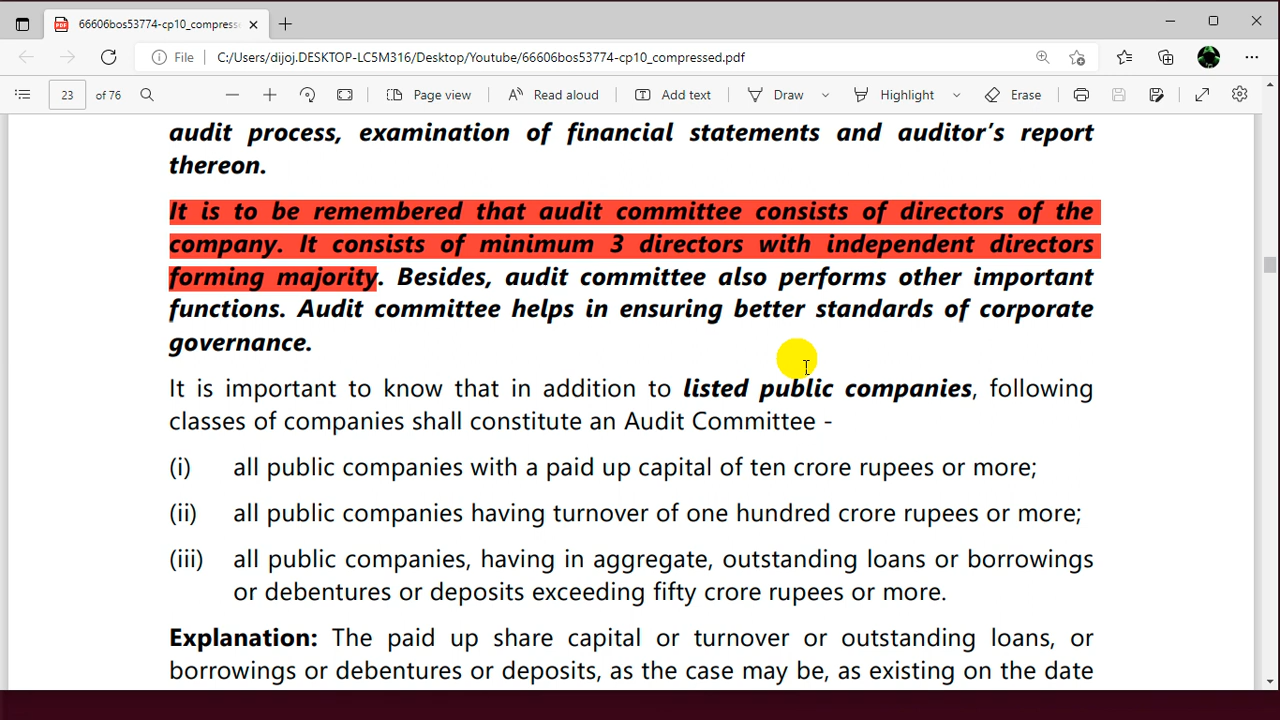 66606bos53774-cp10_compresse
File C:/Users/dijoj.DESKTOP-LC5M316/Desktop/Youtube/66606bos53774-cp10_compressed.pdf
23 of 76 Page view Read aloud Add text Draw Highlight Erase
audit process, examination of financial statements and auditor's report
thereon.
It is to be remembered that audit committee consists of directors of the
company. It consists of minimum 3 directors with independent directors
forming majority. Besides, audit committee also performs other important
functions. Audit committee helps in ensuring better standards of corporate
governance.
It is important to know that in addition to listed public companies, following
classes of companies shall constitute an Audit Committee -
(i) all public companies with a paid up capital of ten crore rupees or more;
(ii) all public companies having turnover of one hundred crore rupees or more;
(iii) all public companies, having in aggregate, outstanding loans or borrowings
or debentures or deposits exceeding fifty crore rupees or more.
Explanation: The paid up share capital or turnover or outstanding loans, or
borrowings or debentures or deposits, as the case may be, as existing on the date